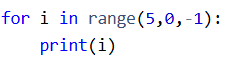 for i in range(5,0,-1):
    print(i)